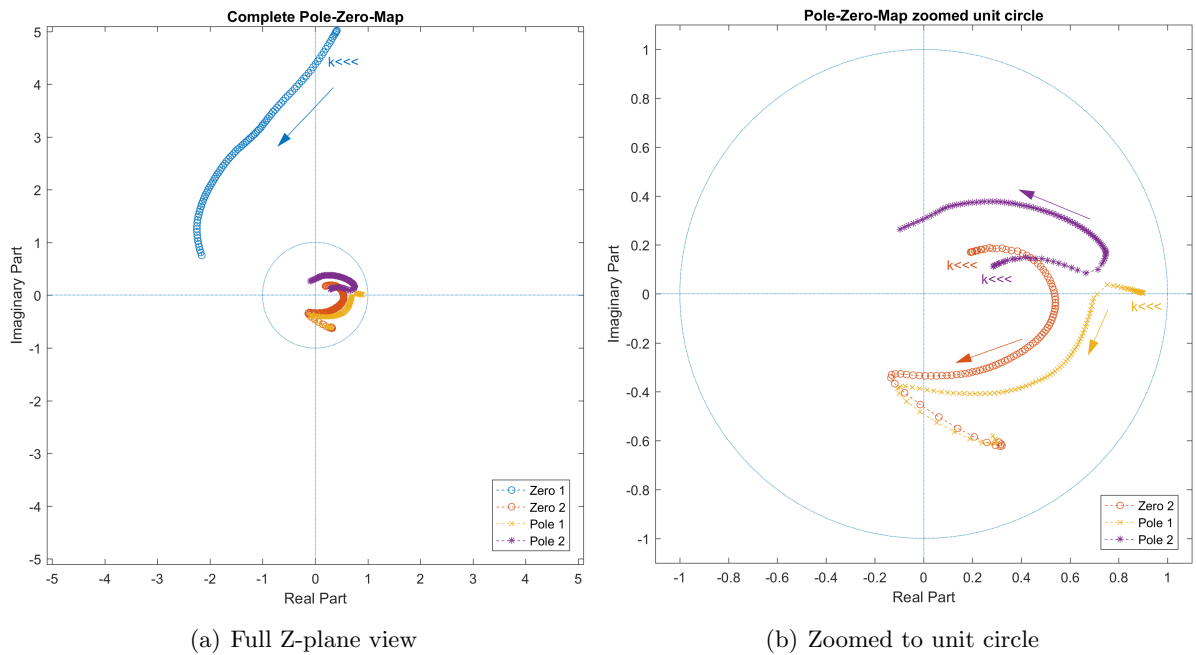 Complete Pole-Zero-Map
Imaginary Part
5
4
3
2
1
0
-1
-2
-3
-4
-5
k<<<
Zero 1
Zero 2
Pole 1
Pole 2
-5 -4 -3 -2 -1 0 1 2 3 4 5
Real Part
(a) Full Z-plane view
Pole-Zero-Map zoomed unit circle
Imaginary Part
1
0.8
0.6
0.4
0.2
0
-0.2
-0.4
-0.6
-0.8
-1
k<<<
k<<<
k<<<
Zero 2
Pole 1
Pole 2
-1 -0.8 -0.6 -0.4 -0.2 0 0.2 0.4 0.6 0.8 1
Real Part
(b) Zoomed to unit circle